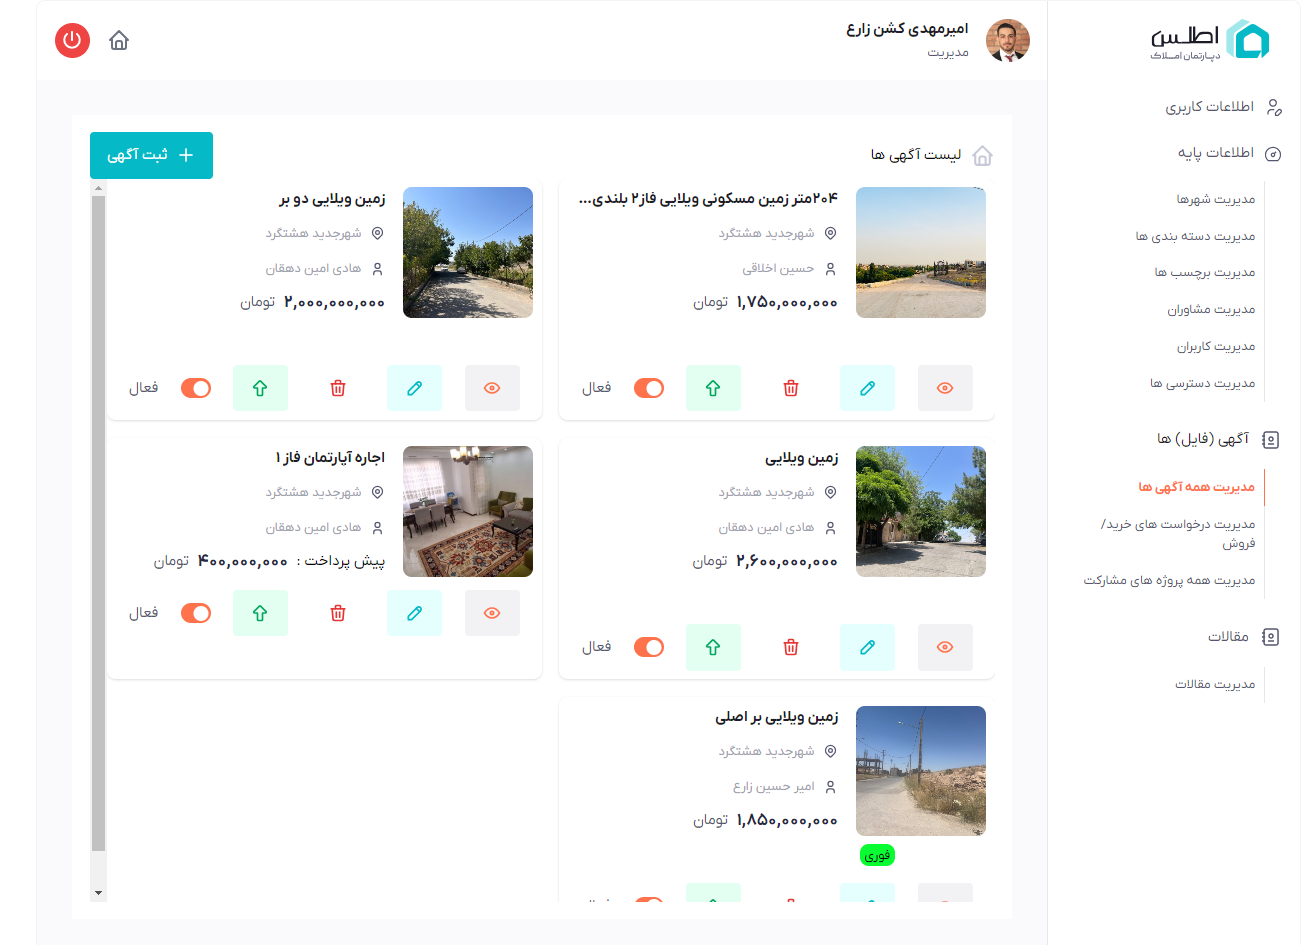 اطلس
دپارتمان املاک
امیرمهدی کشن زارع
مدیریت
اطلاعات کاربری
اطلاعات پایه
مدیریت شهرها
مدیریت دسته بندی ها
مدیریت برچسب ها
مدیریت مشاوران
مدیریت کاربران
مدیریت دسترسی ها
آگهی (فایل) ها
مدیریت همه آگهی ها
مدیریت درخواست های خرید/
فروش
مدیریت همه پروژه های مشارکت
مقالات
مدیریت مقالات
لیست آگهی ها
ثبت آگهی
۲۰۴متر زمین مسکونی ویلایی فاز۲ بلندی...
شهرجدید هشتگرد
حسین اخلاقی
۱,۷۵۰,۰۰۰,۰۰۰ تومان
فعال
زمین ویلایی دو بر
شهرجدید هشتگرد
هادی امین دهقان
۲,۰۰۰,۰۰۰,۰۰۰ تومان
فعال
زمین ویلایی
شهرجدید هشتگرد
هادی امین دهقان
۲,۶۰۰,۰۰۰,۰۰۰ تومان
فعال
اجاره آپارتمان فاز ۱
شهرجدید هشتگرد
هادی امین دهقان
پیش پرداخت : ۴۰۰,۰۰۰,۰۰۰ تومان
فعال
زمین ویلایی بر اصلی
شهرجدید هشتگرد
امیر حسین زارع
۱,۸۵۰,۰۰۰,۰۰۰ تومان
فوری